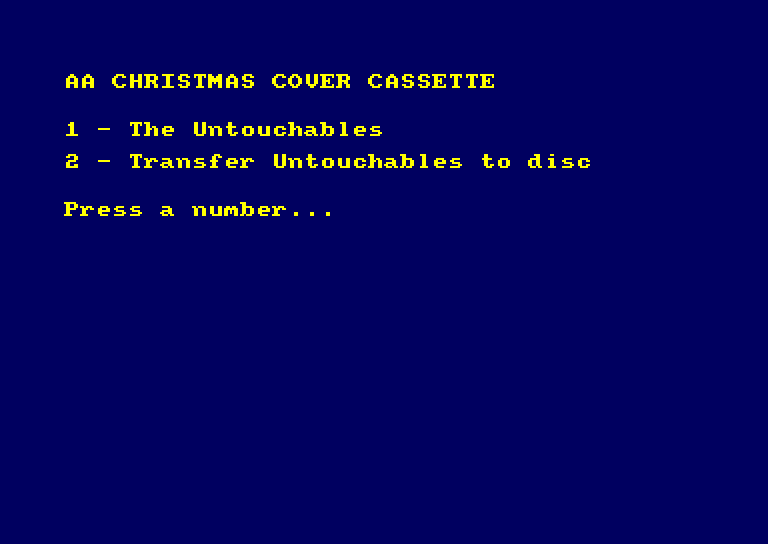 AA CHRISTMAS COVER CASSETTE
1 - The Untouchables
2 - Transfer Untouchables to disc
Press a number...